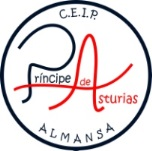 C.E.I.P.
Príncipe de Asturias
ALMANSA